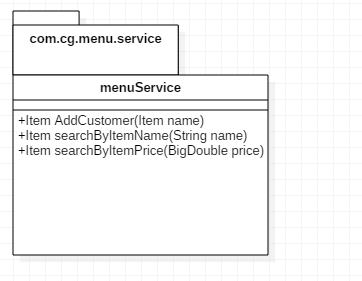 com.cg.menu.service
menuService
+Item AddCustomer(Item name)
+Item searchByItemName(String name)
+Item searchByItemPrice(BigDouble price)